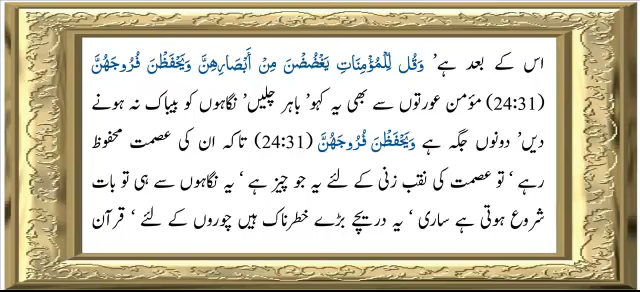 اس کے بعد ہے’ وَقُل لِّلْمُؤْمِنَاتِ يَغْضُضْنَ مِنْ أَبْصَارِهِنَّ وَيَحْفَظْنَ فُرُوجَهُنَّ
(24:31) مؤمن عورتوں سے بھی یہ کہو’ باہر چلیں’ نگاہوں کو بیباک نہ ہونے
دیں’ دونوں جگہ ہے وَيَحْفَظْنَ فُرُوجَهُنَّ (24:31) تاکہ ان کی عصمت محفوظ
رہے ‘ تو عصمت کی نقب زنی کے لئے یہ جو چیز ہے ‘ یہ نگاہوں سے ہی تو بات
شروع ہوتی ہے ساری ‘ یہ دریچے بڑے خطرناک ہیں چوروں کے لئے ‘ قرآن